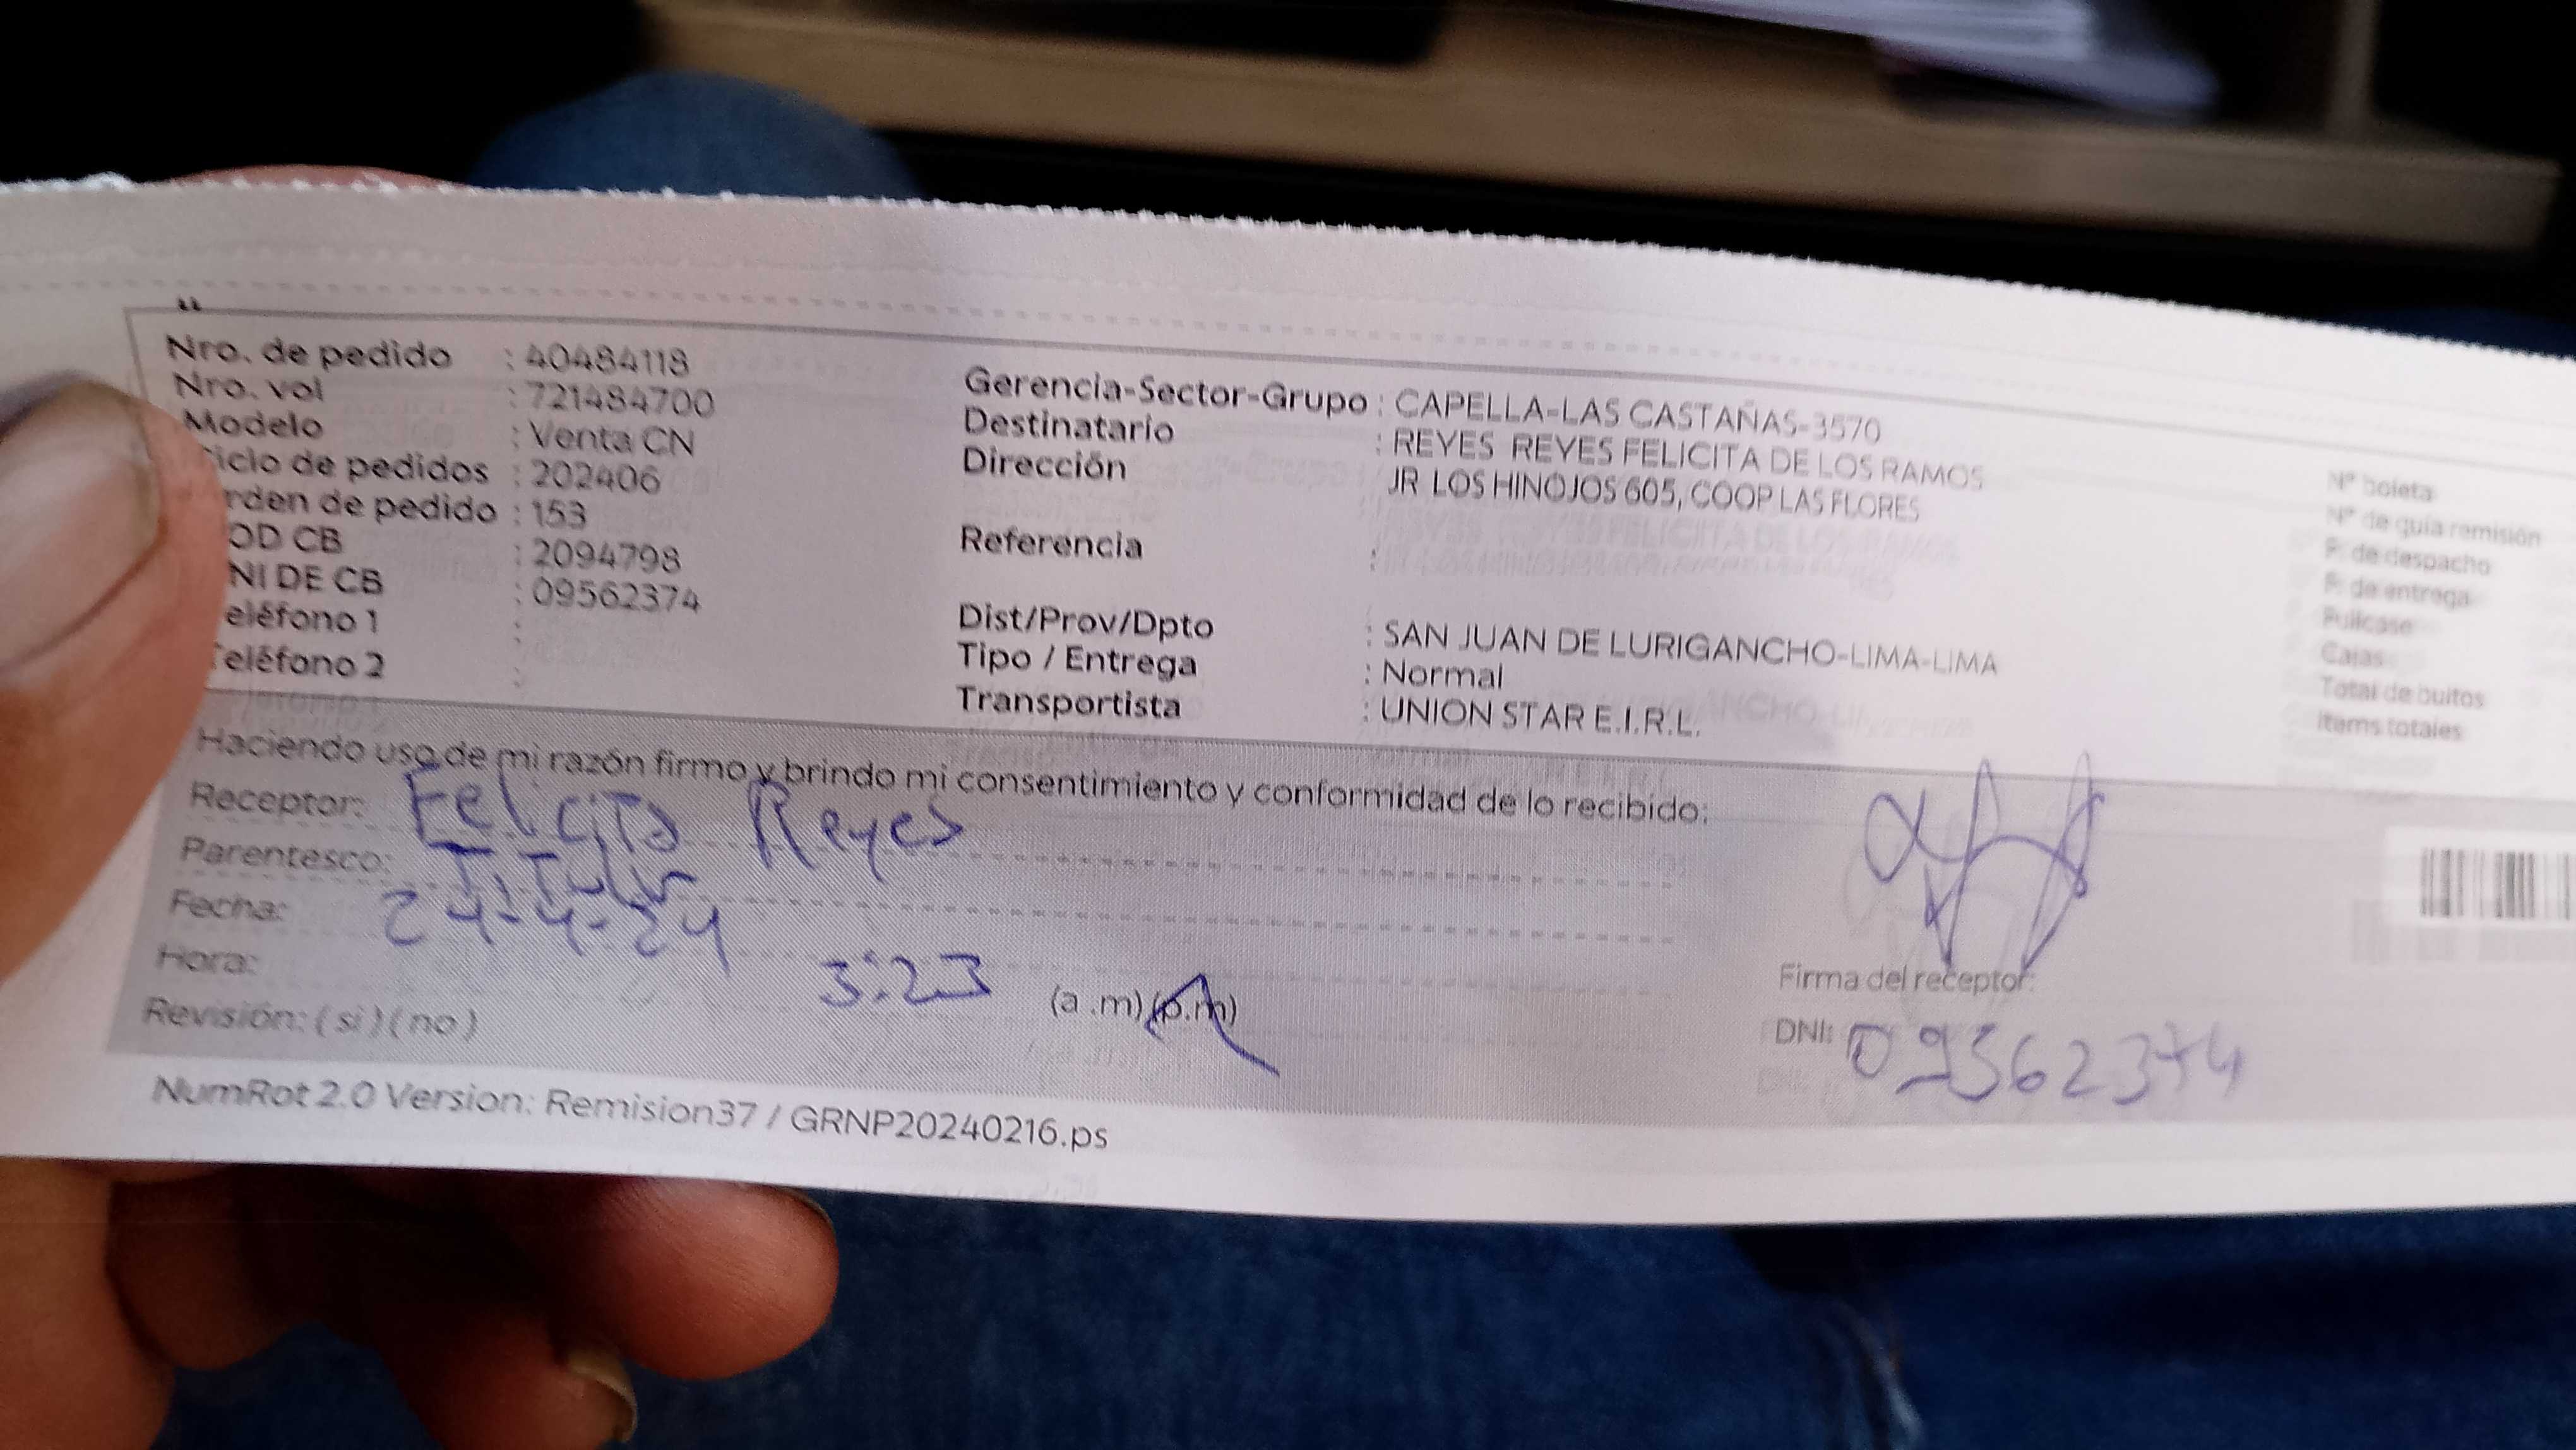 Nro. de pedido : 40484118
Nro. vol : 721484700
Modelo : Venta CN
iclo de pedidos : 202406
rden de pedido : 153
OD CB : 2094798
NI DE CB : 09562374
eléfono 1 :
Teléfono 2 :
Gerencia-Sector-Grupo : CAPELLA-LAS CASTAÑAS-3570
Destinatario : REYES REYES FELICITA DE LOS RAMOS
Dirección JR LOS HINOJOS 605, COOP LAS FLORES
Referencia :
Dist/Prov/Dpto : SAN JUAN DE LURIGANCHO-LIMA-LIMA
Tipo / Entrega : Normal
Transportista : UNION STAR E.I.R.L.
N° boleta
N° de guia remisión
F. de despacho
F. de entrega
Fullcase
Cajas
Total de bultos
Items totales
Haciendo uso de mi razón firmo y brindo mi consentimiento y conformidad de lo recibido:
Receptor: Felicita Reyes
Parentesco: Titular
Fecha: 24-4-24
Hora: 3:23 (a.m) (p.m)
Revisión: ( si ) ( no )
Firma del receptor:
DNI: 09562374
NumRot 2.0 Version: Remision37 / GRNP20240216.ps